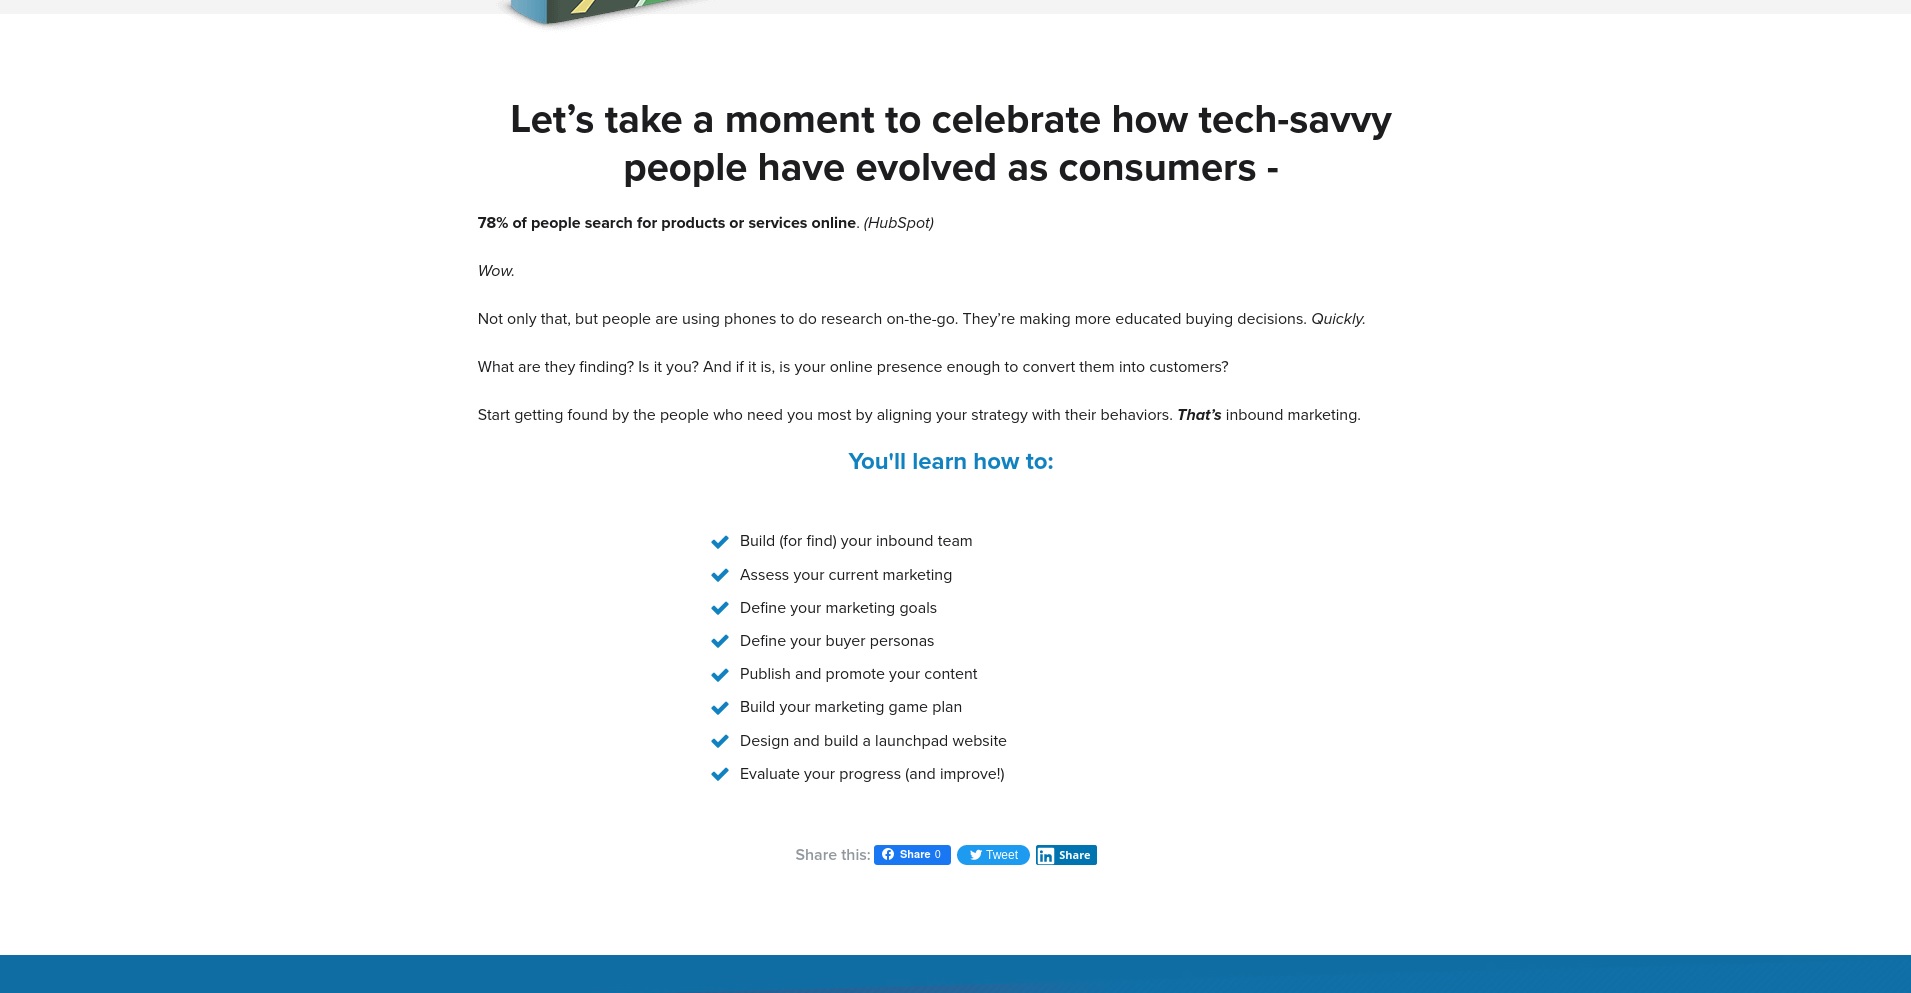 Let’s take a moment to celebrate how tech-savvy
people have evolved as consumers -
78% of people search for products or services online. (HubSpot)
Wow.
Not only that, but people are using phones to do research on-the-go. They’re making more educated buying decisions. Quickly.
What are they finding? Is it you? And if it is, is your online presence enough to convert them into customers?
Start getting found by the people who need you most by aligning your strategy with their behaviors. That’s inbound marketing.
You'll learn how to:
Build (for find) your inbound team
Assess your current marketing
Define your marketing goals
Define your buyer personas
Publish and promote your content
Build your marketing game plan
Design and build a launchpad website
Evaluate your progress (and improve!)
Share this: Share 0 Tweet in Share